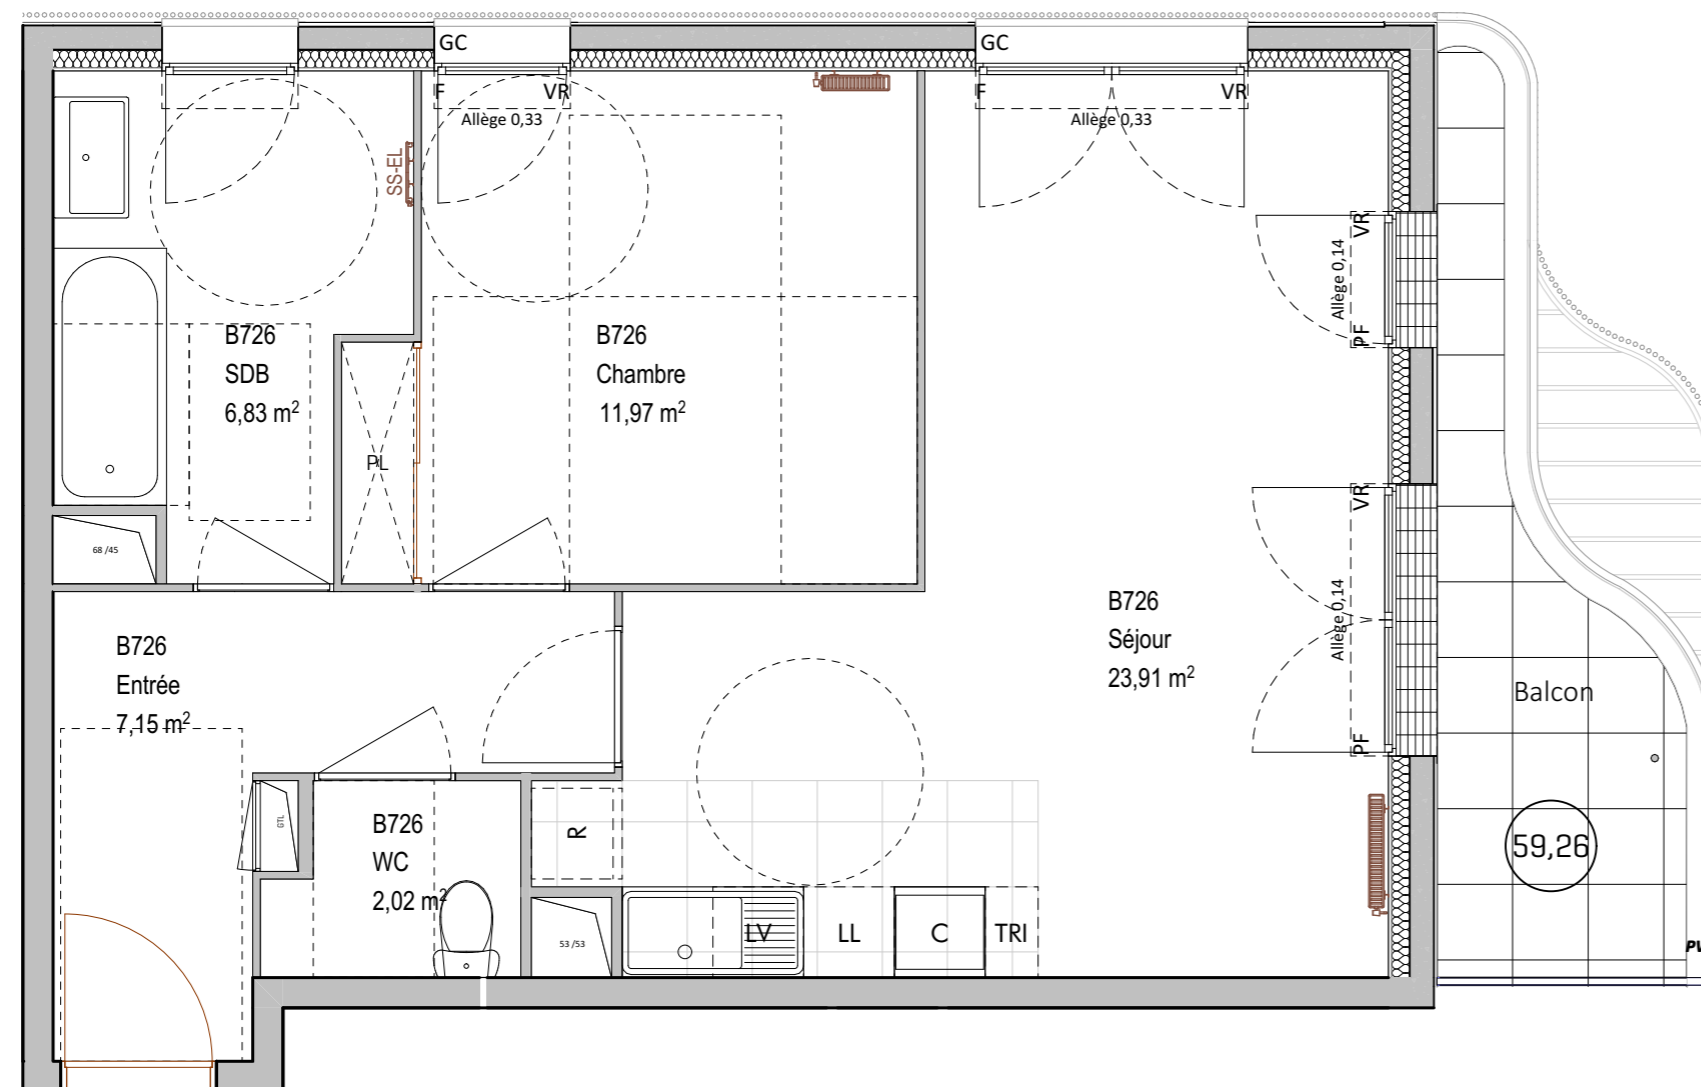 GC
GC
F
VR
F
VR
Allège 0,33
Allège 0,33
SS-EL
VR
Allège 0,14
PF
B726
SDB
6,83 m²
B726
Chambre
11,97 m²
PL
VR
Allège 0,14
PF
68 /45
B726
Entrée
7,15 m²
B726
Séjour
23,91 m²
Balcon
GTL
B726
WC
2,02 m²
R
59,26
53 /53
LV
LL
C
TRI